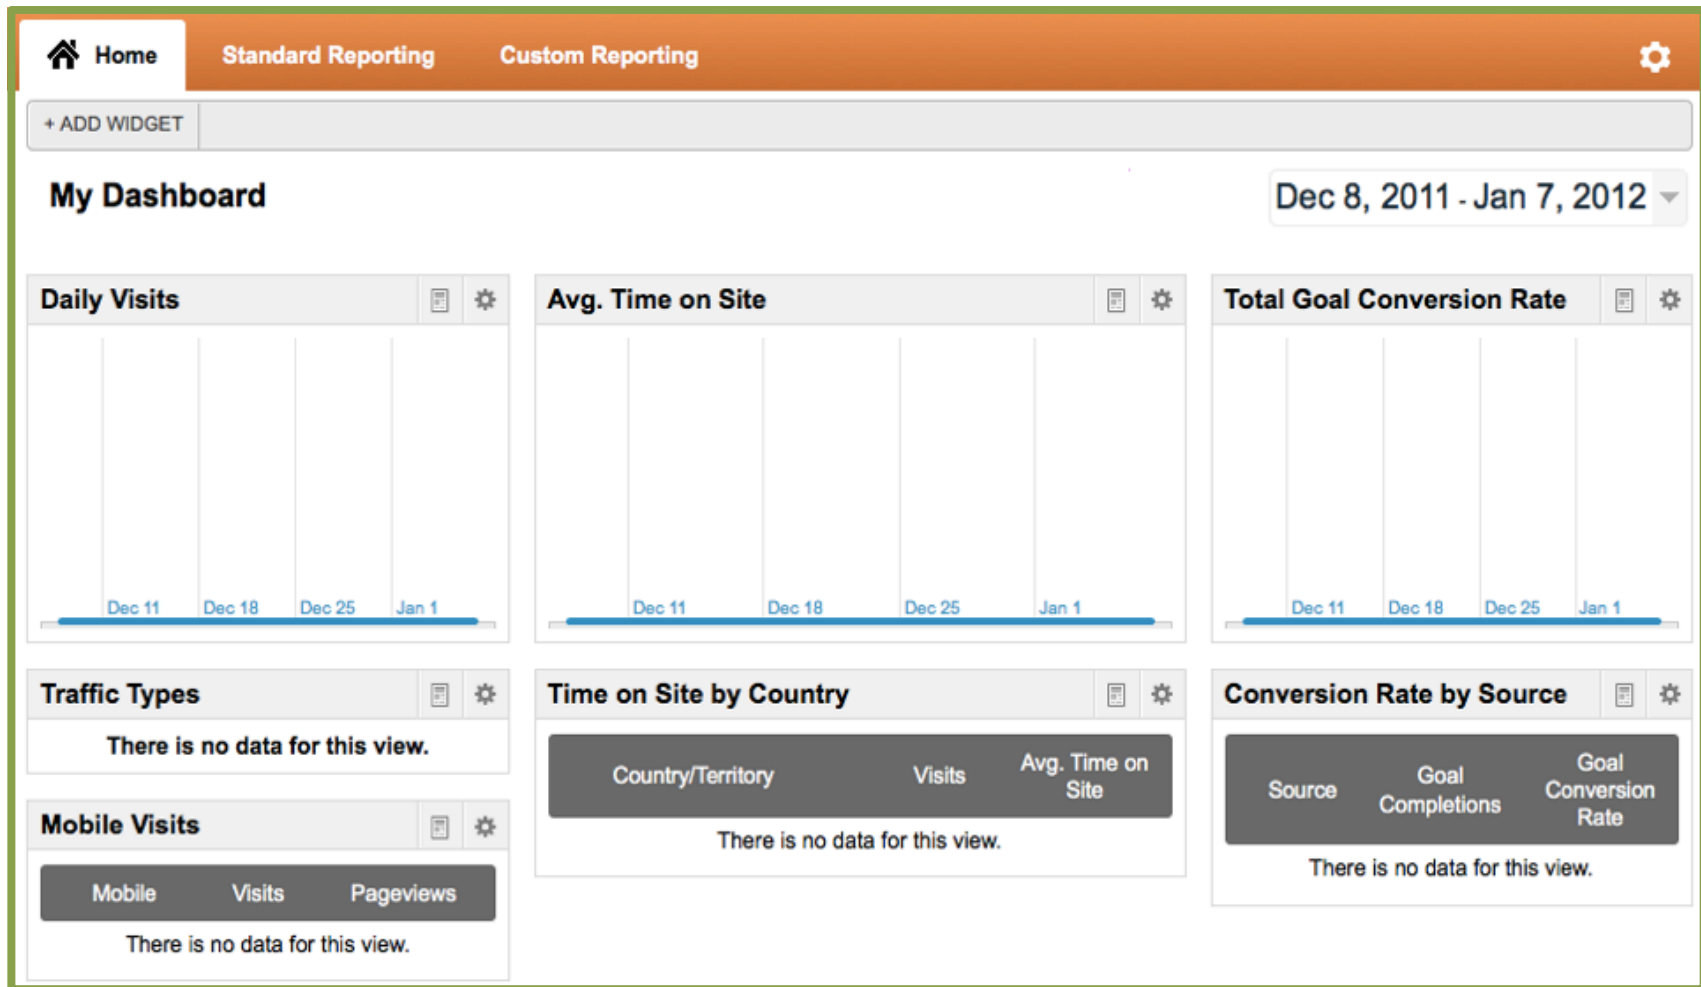 Home
Standard Reporting
Custom Reporting
+ ADD WIDGET
My Dashboard
Dec 8, 2011 - Jan 7, 2012
Daily Visits
Dec 11
Dec 18
Dec 25
Jan 1
Avg. Time on Site
Dec 11
Dec 18
Dec 25
Jan 1
Total Goal Conversion Rate
Dec 11
Dec 18
Dec 25
Jan 1
Traffic Types
There is no data for this view.
Mobile Visits
Mobile
Visits
Pageviews
There is no data for this view.
Time on Site by Country
Country/Territory
Visits
Avg. Time on
Site
There is no data for this view.
Conversion Rate by Source
Source
Goal
Completions
Goal
Conversion
Rate
There is no data for this view.